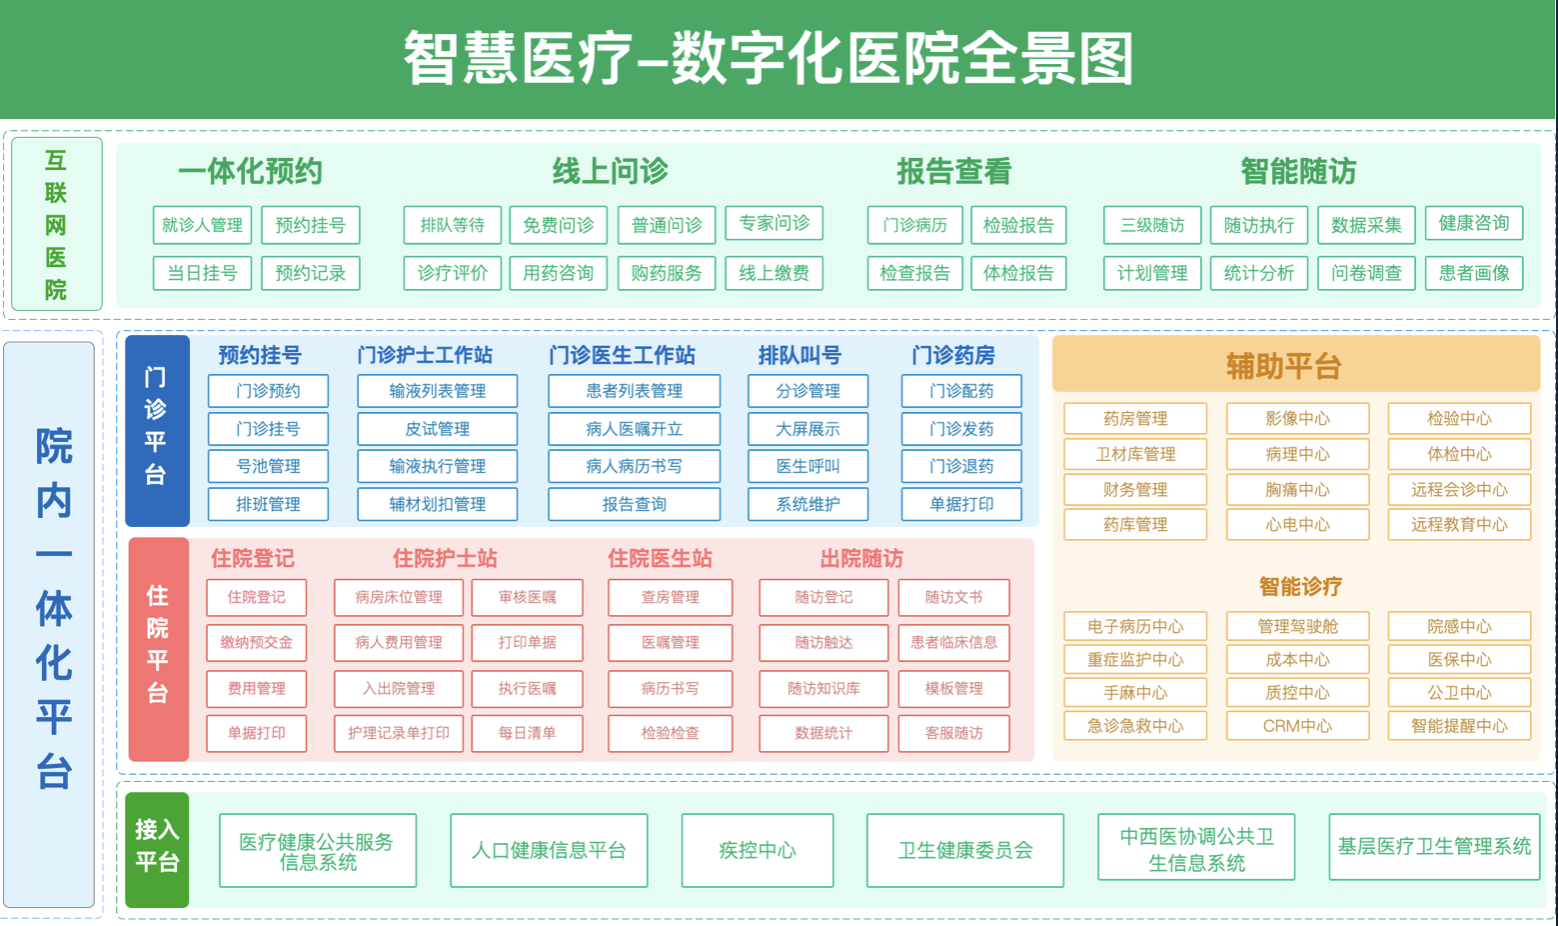 智慧医疗–数字化医院全景图
互
联
网
医
院
一体化预约
就诊人管理
预约挂号
当日挂号
预约记录
线上问诊
排队等待
免费问诊
普通问诊
专家问诊
诊疗评价
用药咨询
购药服务
线上缴费
报告查看
门诊病历
检验报告
检查报告
体检报告
智能随访
三级随访
随访执行
数据采集
健康咨询
计划管理
统计分析
问卷调查
患者画像
院
内
一
体
化
平
台
门
诊
平
台
预约挂号
门诊预约
门诊挂号
号池管理
排班管理
门诊护士工作站
输液列表管理
皮试管理
输液执行管理
辅材划扣管理
门诊医生工作站
患者列表管理
病人医嘱开立
病人病历书写
报告查询
排队叫号
分诊管理
大屏展示
医生呼叫
系统维护
门诊药房
门诊配药
门诊发药
门诊退药
单据打印
住
院
平
台
住院登记
住院登记
缴纳预交金
费用管理
单据打印
住院护士站
病房床位管理
审核医嘱
病人费用管理
打印单据
入出院管理
执行医嘱
护理记录单打印
每日清单
住院医生站
查房管理
医嘱管理
病历书写
检验检查
出院随访
随访登记
随访文书
随访触达
患者临床信息
随访知识库
模板管理
数据统计
客服随访
辅助平台
药房管理
影像中心
检验中心
卫材库管理
病理中心
体检中心
财务管理
胸痛中心
远程会诊中心
药库管理
心电中心
远程教育中心
智能诊疗
电子病历中心
管理驾驶舱
院感中心
重症监护中心
成本中心
医保中心
手麻中心
质控中心
公卫中心
急诊急救中心
CRM中心
智能提醒中心
接入
平台
医疗健康公共服务
信息系统
人口健康信息平台
疾控中心
卫生健康委员会
中西医协调公共卫
生信息系统
基层医疗卫生管理系统